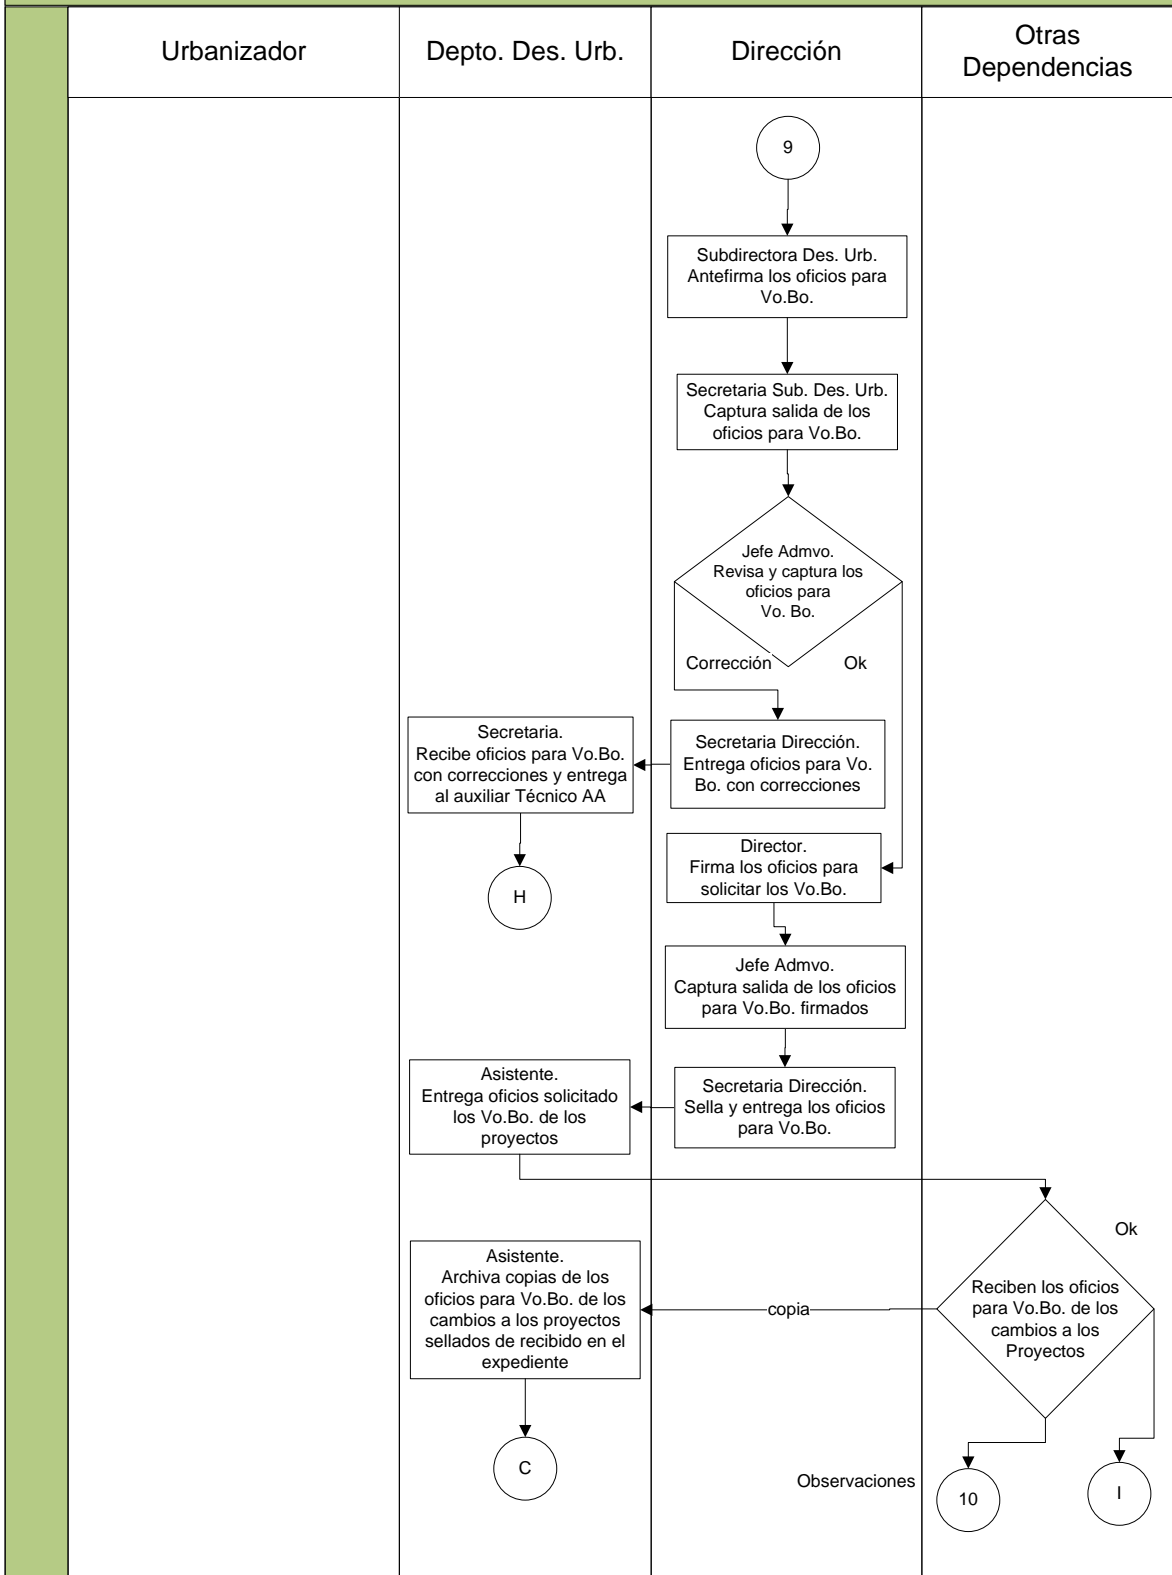 Urbanizador
Depto. Des. Urb.
Dirección
Otras
Dependencias
9
Subdirectora Des. Urb.
Antefirma los oficios para
Vo.Bo.
Secretaria Sub. Des. Urb.
Captura salida de los
oficios para Vo.Bo.
Jefe Admvo.
Revisa y captura los
oficios para
Vo. Bo.
Corrección
Ok
Secretaria.
Recibe oficios para Vo.Bo.
con correcciones y entrega
al auxiliar Técnico AA
Secretaria Dirección.
Entrega oficios para Vo.
Bo. con correcciones
H
Director.
Firma los oficios para
solicitar los Vo.Bo.
Jefe Admvo.
Captura salida de los oficios
para Vo.Bo. firmados
Asistente.
Entrega oficios solicitado
los Vo.Bo. de los
proyectos
Secretaria Dirección.
Sella y entrega los oficios
para Vo.Bo.
Ok
Asistente.
Archiva copias de los
oficios para Vo.Bo. de los
cambios a los proyectos
sellados de recibido en el
expediente
copia
Reciben los oficios
para Vo.Bo. de los
cambios a los
Proyectos
C
Observaciones
10
I